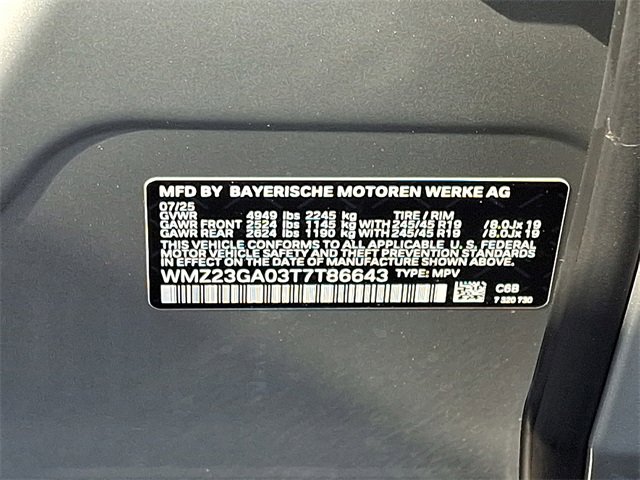 MFD BY BAYERISCHE MOTOREN WERKE AG
07/25
GVWR 4949 lbs 2245 kg TIRE / RIM
GAWR FRONT 2524 lbs 1145 kg WITH 245/45 R19 /8.0Jx 19
GAWR REAR 2624 lbs 1190 kg WITH 245/45 R19 /8.0Jx 19
THIS VEHICLE CONFORMS TO ALL APPLICABLE U.S. FEDERAL
MOTOR VEHICLE SAFETY AND THEFT PREVENTION STANDARDS
IN EFFECT ON THE DATE OF MANUFACTURE SHOWN ABOVE.
WMZ23GA03T7T86643 TYPE: MPV
C6B
7 320 730